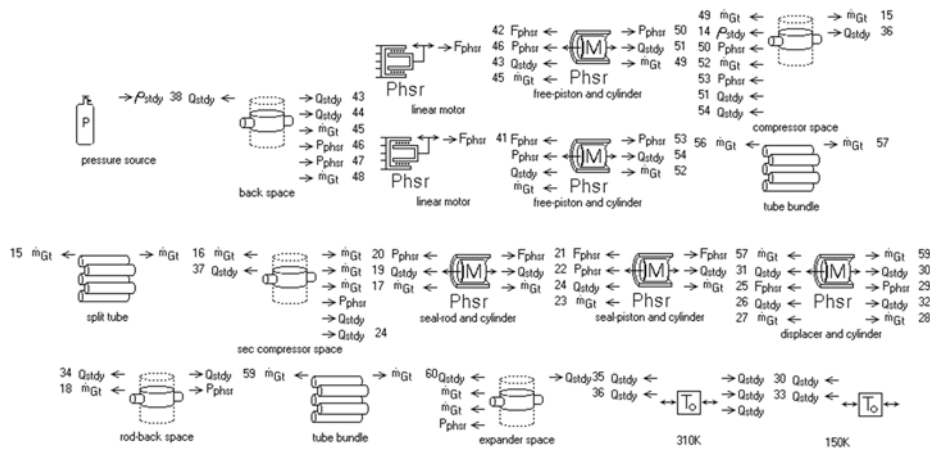 P
→ρstdy 38
pressure source
Qstdy←
→Qstdy 43
→Qstdy 44
→ṁGt 45
→Pphsr 46
→Pphsr 47
→ṁGt 48
back space
→Fphsr
Phsr
linear motor
42 Fphsr← →Pphsr 50
46 Pphsr← M →Qstdy 51
43 Qstdy← →ṁGt 49
45 ṁGt←
Phsr
free-piston and cylinder
49 ṁGt← →ṁGt 15
14 ρstdy← →Qstdy 36
50 Pphsr←
52 ṁGt←
53 Pphsr←
51 Qstdy←
54 Qstdy←
compressor space
→Fphsr
Phsr
linear motor
41 Fphsr← →Pphsr 53
Pphsr← M →Qstdy 54
Qstdy← →ṁGt 52
ṁGt←
Phsr
free-piston and cylinder
56 ṁGt← →ṁGt 57
tube bundle
15 ṁGt← →ṁGt
split tube
16 ṁGt← →ṁGt
37 Qstdy← →ṁGt
→ṁGt
→Pphsr
→Qstdy
→Qstdy 24
sec compressor space
20 Pphsr← →Fphsr
19 Qstdy← M →Qstdy
17 ṁGt← →ṁGt
Phsr
seal-rod and cylinder
21 Fphsr← →Fphsr
22 Pphsr← M →Qstdy
24 Qstdy← →ṁGt
23 ṁGt←
Phsr
seal-piston and cylinder
57 ṁGt← →ṁGt 59
31 Qstdy← M →Qstdy 30
25 Fphsr← →Pphsr 29
26 Qstdy← →Qstdy 32
27 ṁGt← →ṁGt 28
Phsr
displacer and cylinder
34 Qstdy← →Qstdy
18 ṁGt← →Pphsr
rod-back space
59 ṁGt← →ṁGt
tube bundle
60 Qstdy← →Qstdy
ṁGt←
ṁGt←
Pphsr←
expander space
35 Qstdy← →Qstdy
36 Qstdy← →Qstdy
To →Qstdy
310K
30 Qstdy←
33 Qstdy←
To
150K